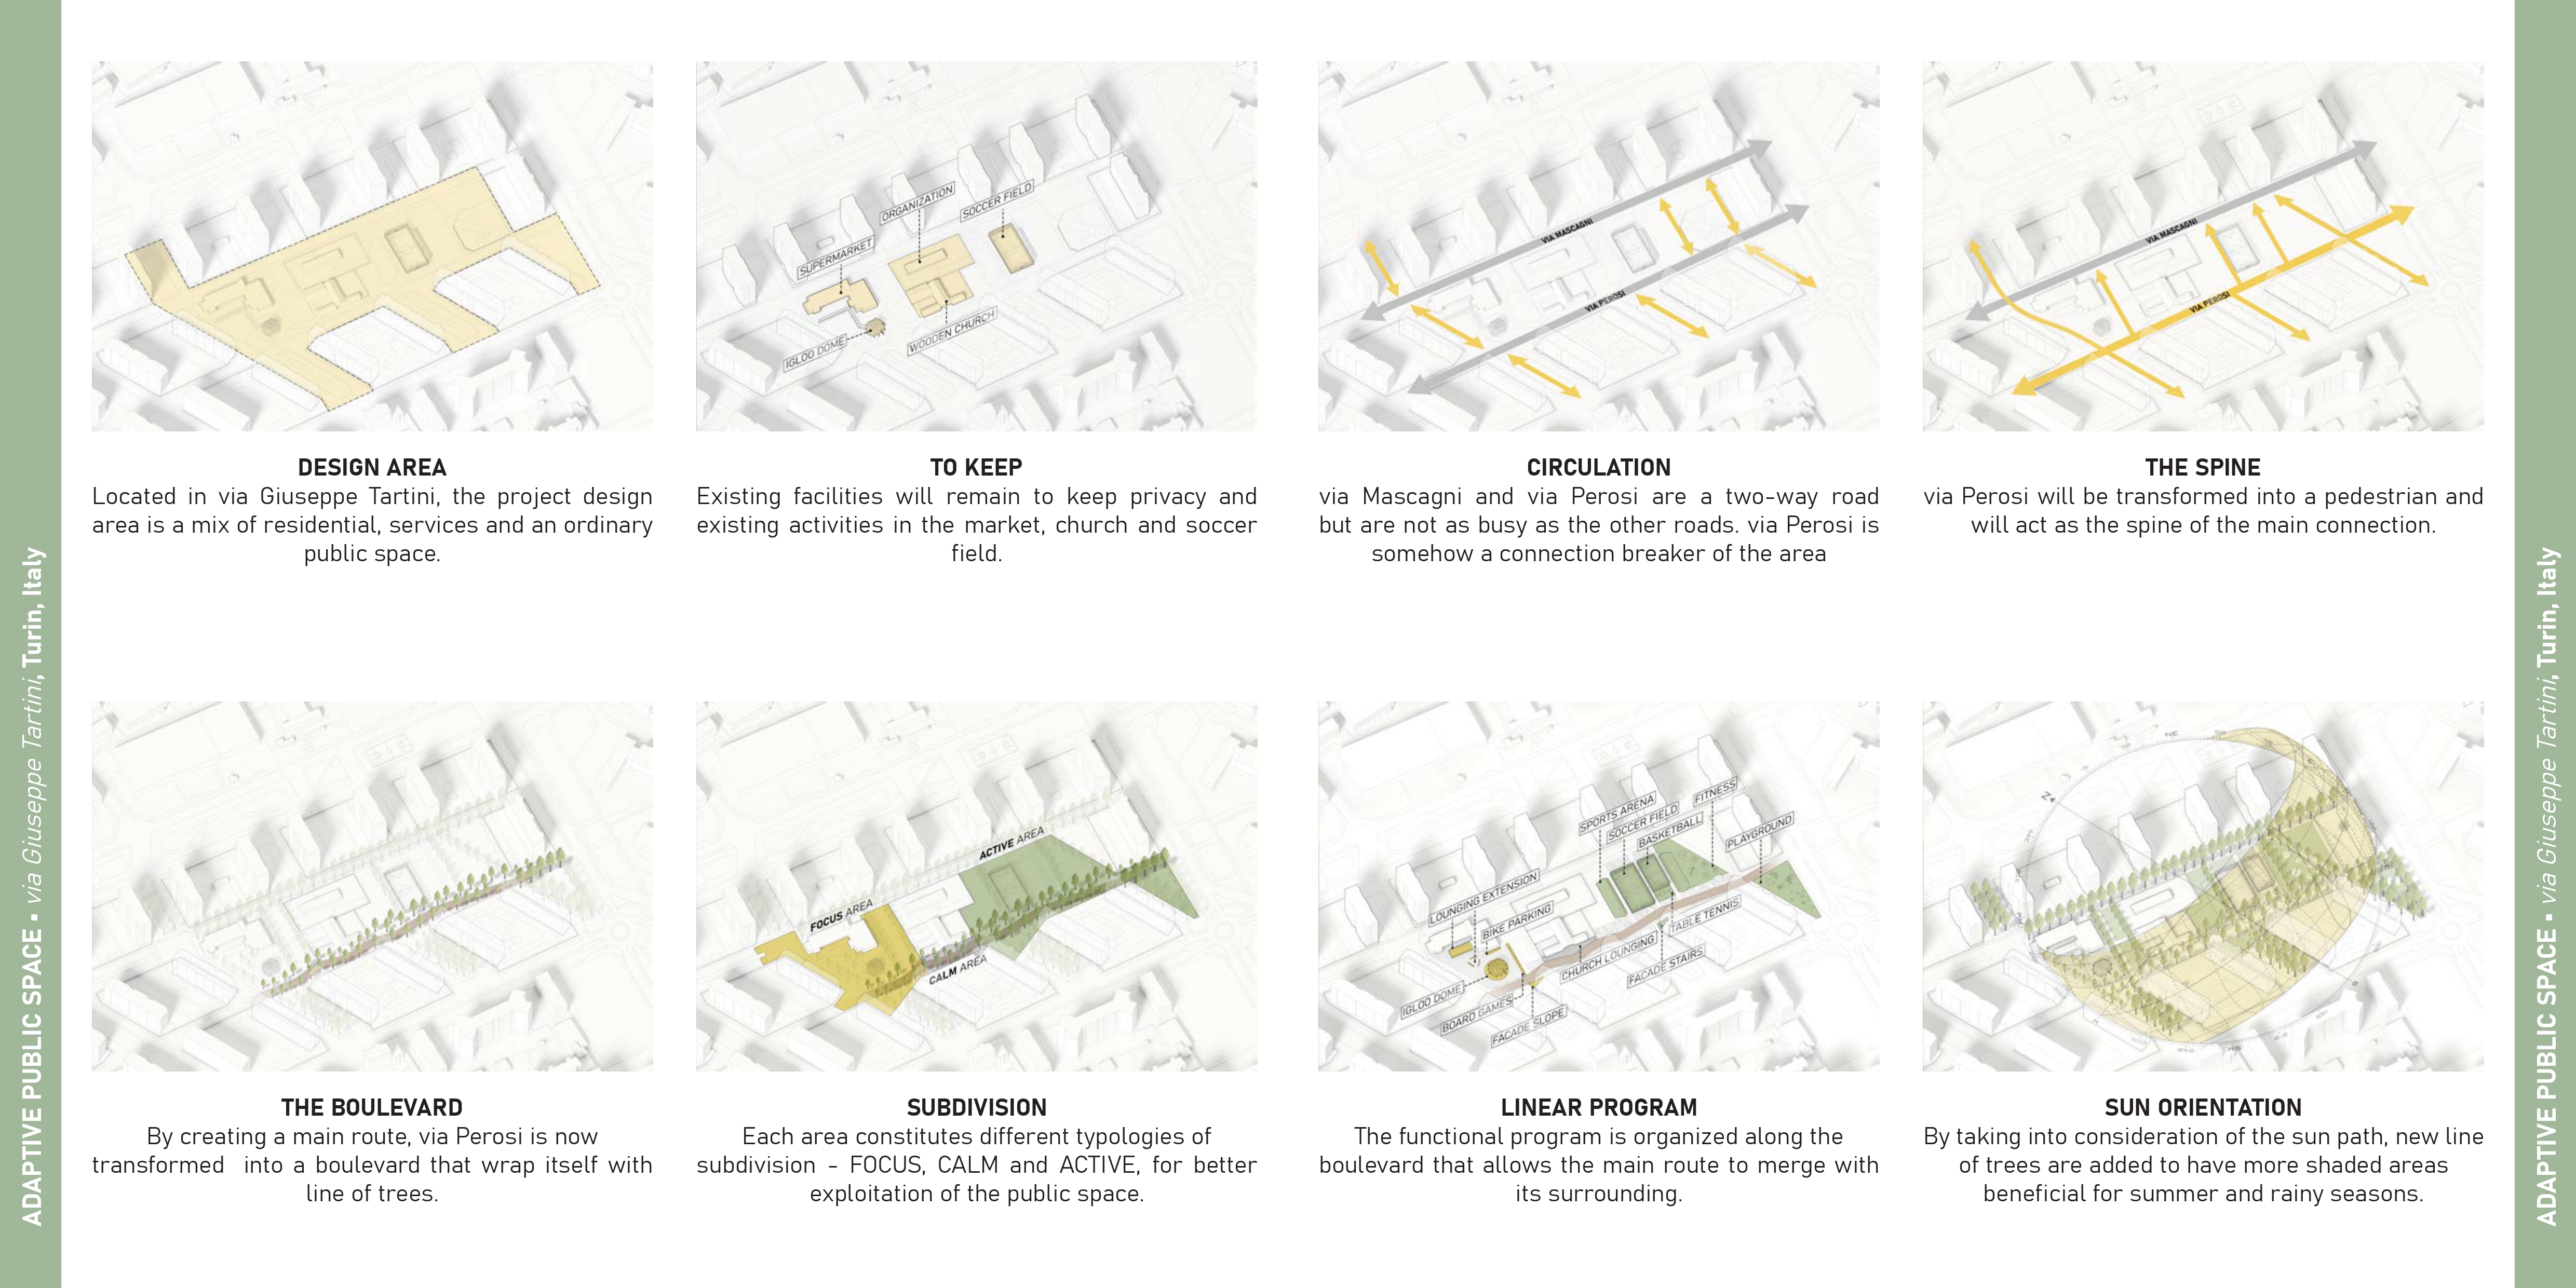 ADAPTIVE PUBLIC SPACE ▪ via Giuseppe Tartini, Turin, Italy
DESIGN AREA
Located in via Giuseppe Tartini, the project design
area is a mix of residential, services and an ordinary
public space.
SUPERMARKET
ORGANIZATION
SOCCER FIELD
IGLOO DOME
WOODEN CHURCH
TO KEEP
Existing facilities will remain to keep privacy and
existing activities in the market, church and soccer
field.
VIA MASCAGNI
VIA PEROSI
CIRCULATION
via Mascagni and via Perosi are a two-way road
but are not as busy as the other roads. via Perosi is
somehow a connection breaker of the area
VIA MASCAGNI
VIA PEROSI
THE SPINE
via Perosi will be transformed into a pedestrian and
will act as the spine of the main connection.
THE BOULEVARD
By creating a main route, via Perosi is now
transformed into a boulevard that wrap itself with
line of trees.
ACTIVE AREA
FOCUS AREA
CALM AREA
SUBDIVISION
Each area constitutes different typologies of
subdivision - FOCUS, CALM and ACTIVE, for better
exploitation of the public space.
SPORTS ARENA
SOCCER FIELD
BASKETBALL
FITNESS
PLAYGROUND
LOUNGING EXTENSION
BIKE PARKING
TABLE TENNIS
CHURCH LOUNGING
FACADE STAIRS
IGLOO DOME
BOARD GAMES
FACADE SLOPE
LINEAR PROGRAM
The functional program is organized along the
boulevard that allows the main route to merge with
its surrounding.
NE
N
SUN ORIENTATION
By taking into consideration of the sun path, new line
of trees are added to have more shaded areas
beneficial for summer and rainy seasons.
ADAPTIVE PUBLIC SPACE ▪ via Giuseppe Tartini, Turin, Italy